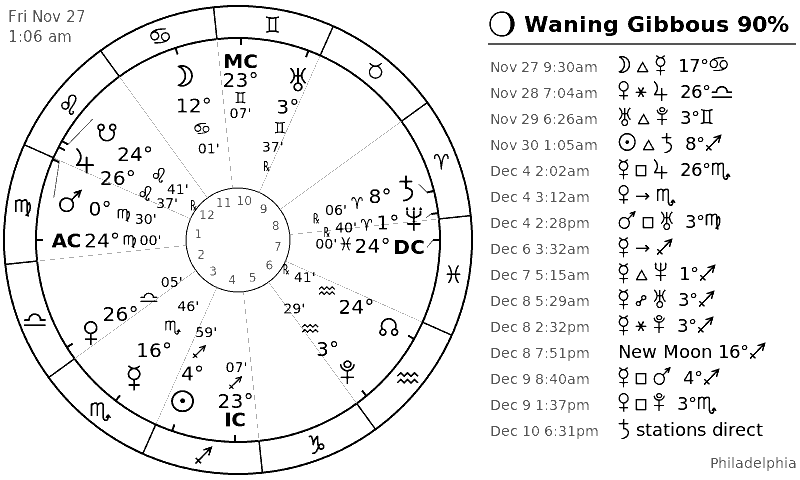 Fri Nov 27
1:06 am
Waning Gibbous 90%
MC
23°
♊
07'
☽
12°
♋
01'
♅
3°
♊
37'
℞
☋
24°
♌
41'
℞
♃
26°
♌
37'
♂ 0° ♍ 30'
AC 24° ♍ 00'
℞ 06' ♈ 8° ♄
℞ 40' ♈ 1° ♆
00' ♓ 24° DC
♀ 26° ♎ 05'
☿ 16° ♏ 46'
☉ 4° ♐ 59'
07'
♐
23°
IC
29' ♒ 3° ♇
℞ 41' ♒ 24° ☊
1 2 3 4 5 6 7 8 9 10 11 12
♋ ♊ ♉ ♈ ♓ ♒ ♑ ♐ ♏ ♎ ♍ ♌
Nov 27 9:30am ☽ △ ☿ 17°♋
Nov 28 7:04am ♀ ⚹ ♃ 26°♎
Nov 29 6:26am ♅ △ ♇ 3°♊
Nov 30 1:05am ☉ △ ♄ 8°♐
Dec 4 2:02am ☿ □ ♃ 26°♏
Dec 4 3:12am ♀ → ♏
Dec 4 2:28pm ♂ □ ♅ 3°♍
Dec 6 3:32am ☿ → ♐
Dec 7 5:15am ☿ △ ♆ 1°♐
Dec 8 5:29am ☿ ☍ ♅ 3°♐
Dec 8 2:32pm ☿ ⚹ ♇ 3°♐
Dec 8 7:51pm New Moon 16°♐
Dec 9 8:40am ☿ □ ♂ 4°♐
Dec 9 1:37pm ♀ □ ♇ 3°♏
Dec 10 6:31pm ♄ stations direct
Philadelphia